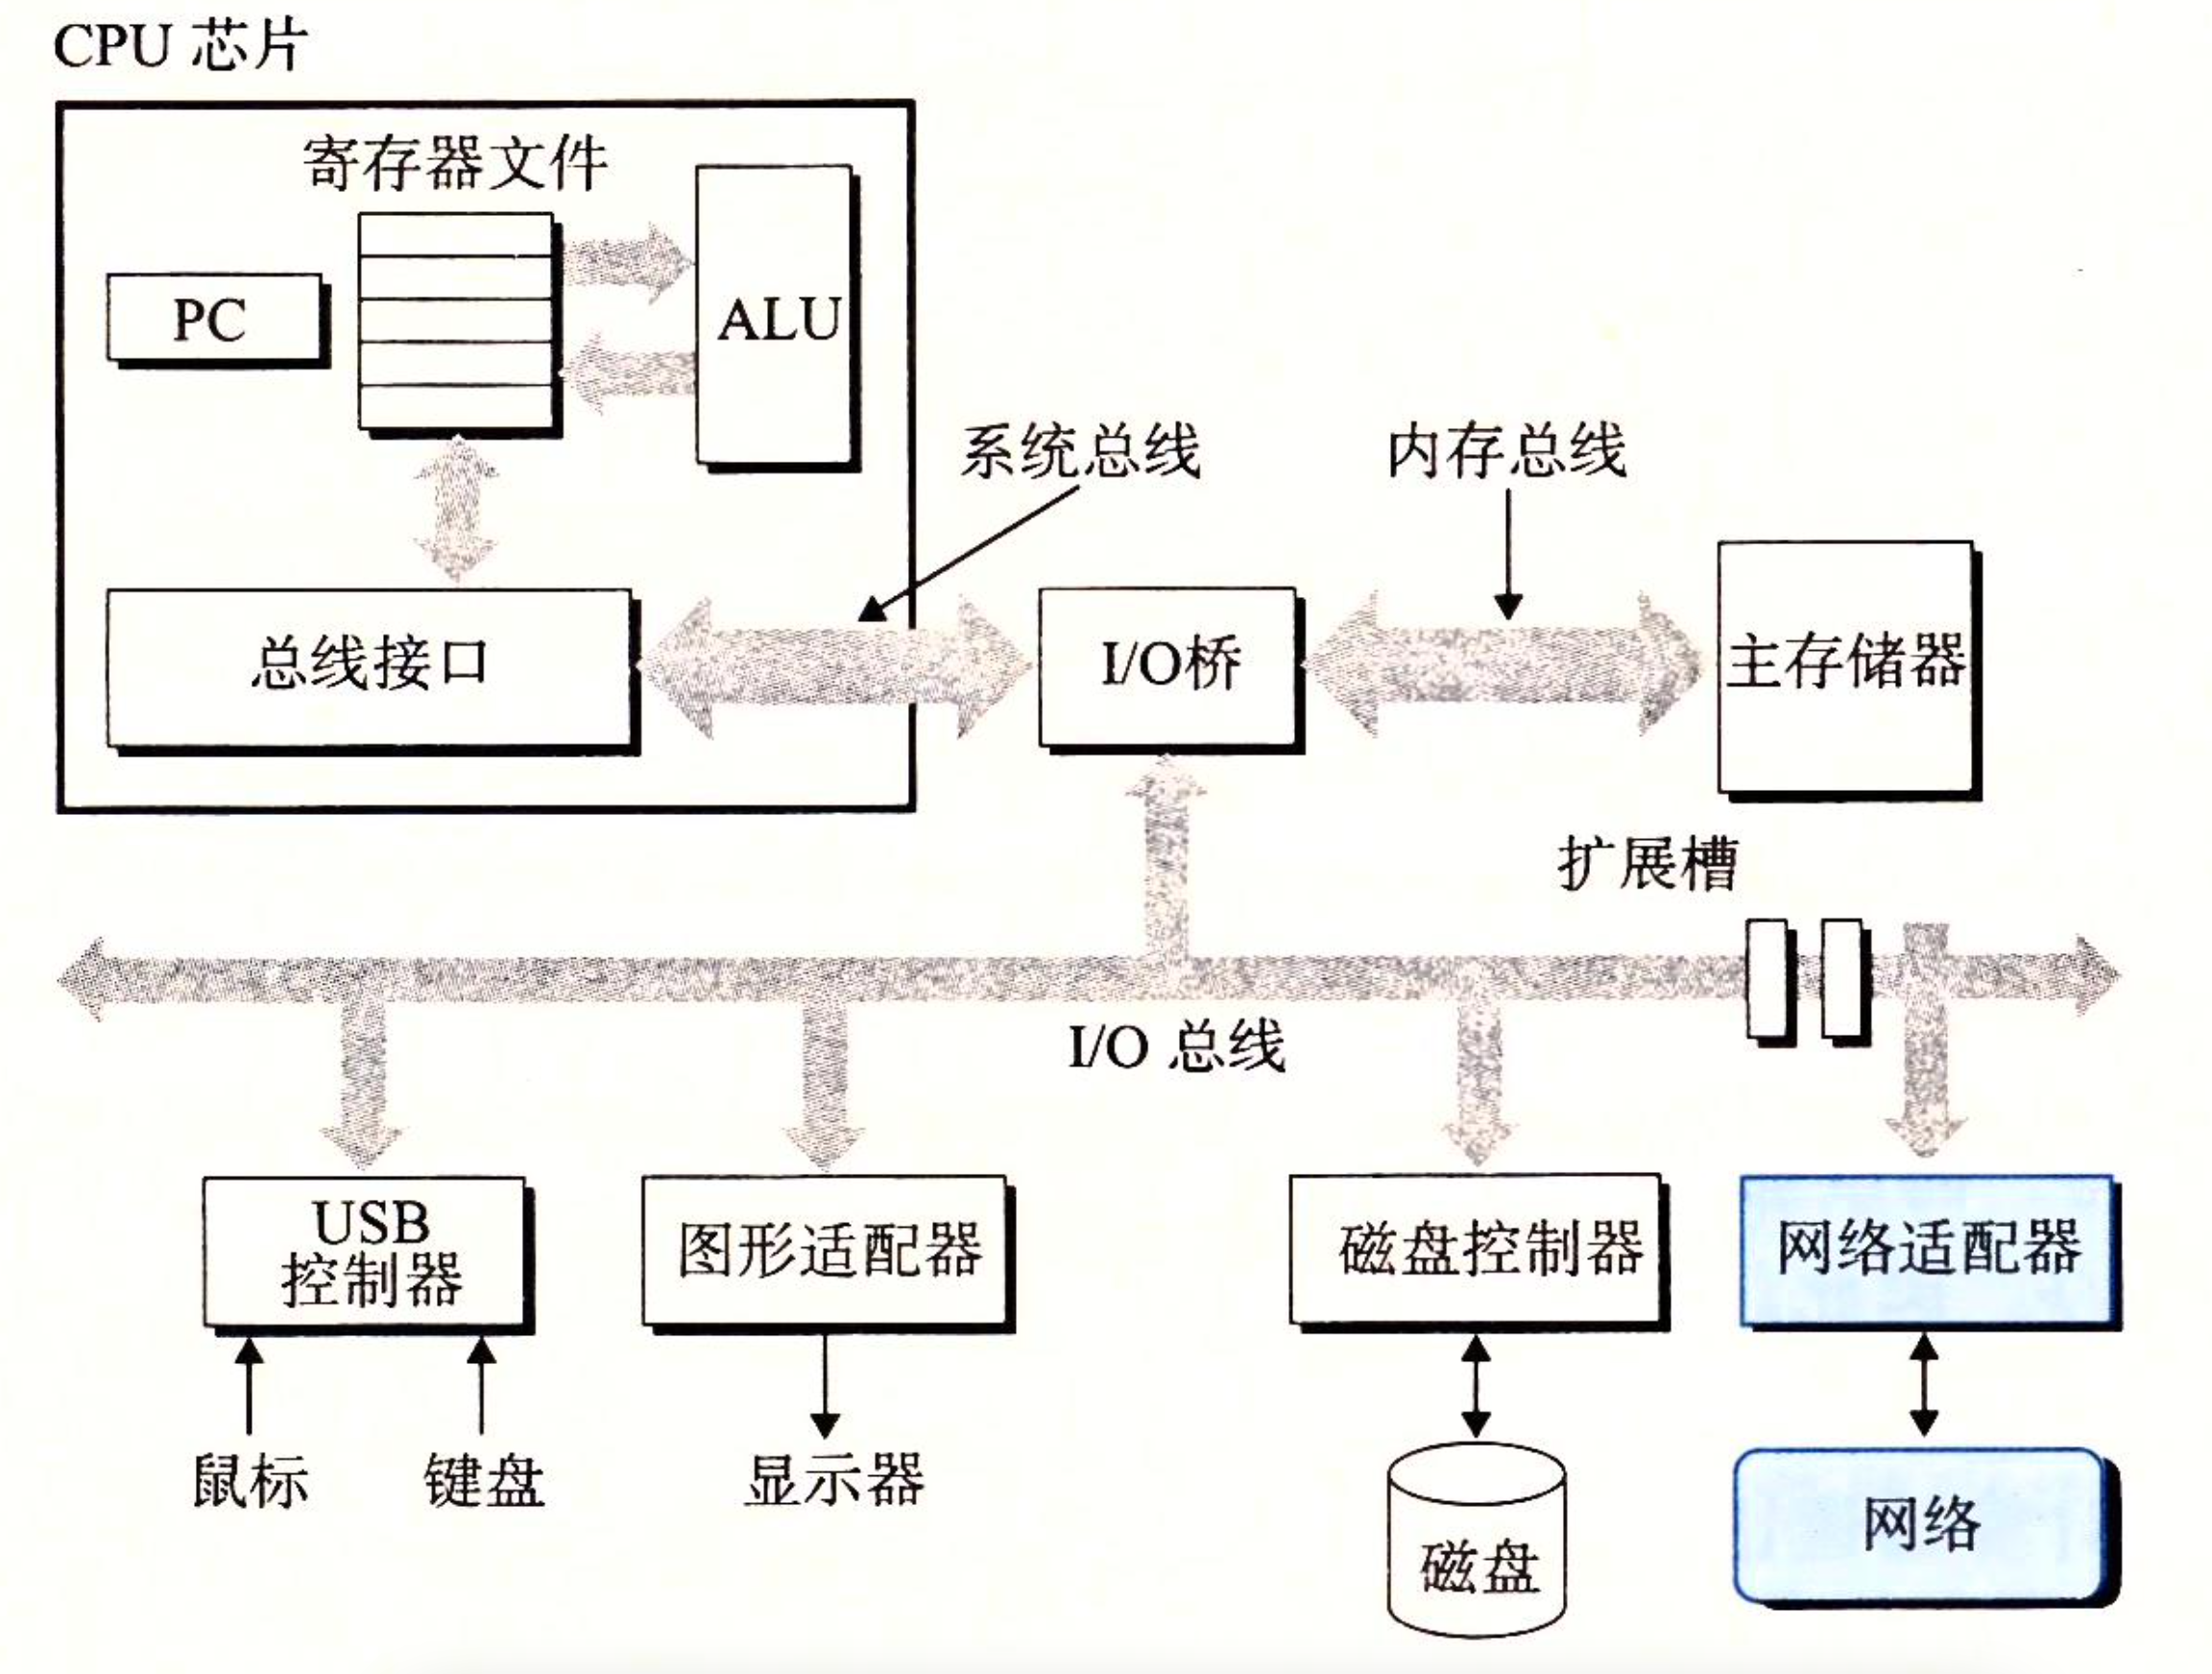 CPU 芯片
寄存器文件
PC
ALU
系统总线
内存总线
总线接口
I/O桥
主存储器
扩展槽
I/O 总线
USB
控制器
图形适配器
磁盘控制器
网络适配器
鼠标
键盘
显示器
磁盘
网络